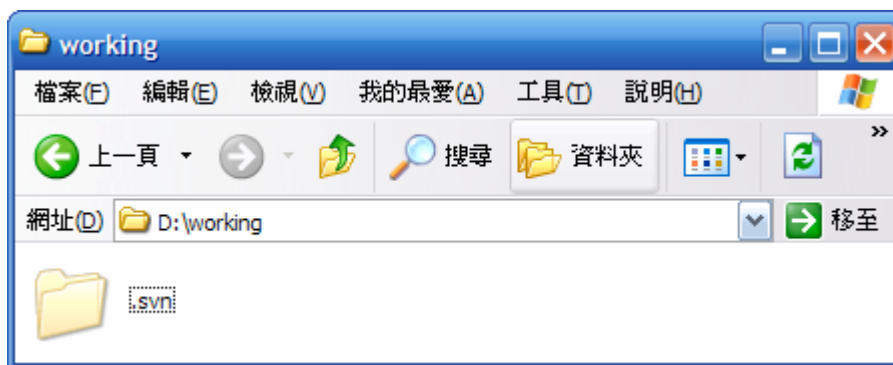 working
檔案(F) 編輯(E) 檢視(V) 我的最愛(A) 工具(T) 說明(H)
上一頁 搜尋 資料夾 »
網址(D) D:\working 移至
.svn